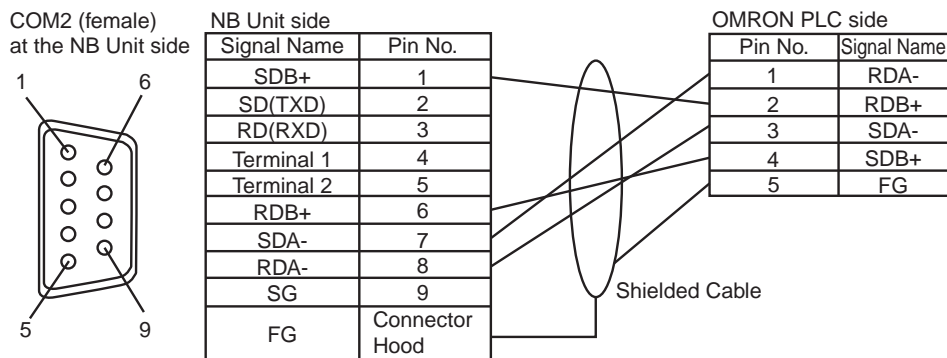 COM2 (female)
at the NB Unit side
1
6
5
9
NB Unit side
Signal Name Pin No.
SDB+ 1
SD(TXD) 2
RD(RXD) 3
Terminal 1 4
Terminal 2 5
RDB+ 6
SDA- 7
RDA- 8
SG 9
FG Connector
Hood
Shielded Cable
OMRON PLC side
Pin No. Signal Name
1 RDA-
2 RDB+
3 SDA-
4 SDB+
5 FG